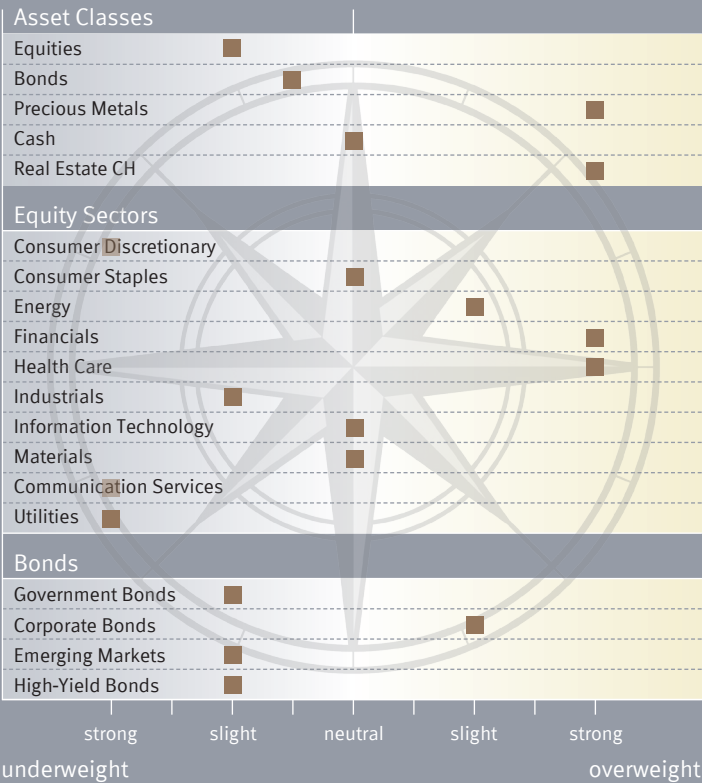 Asset Classes
Equities
Bonds
Precious Metals
Cash
Real Estate CH
Equity Sectors
Consumer Discretionary
Consumer Staples
Energy
Financials
Health Care
Industrials
Information Technology
Materials
Communication Services
Utilities
Bonds
Government Bonds
Corporate Bonds
Emerging Markets
High-Yield Bonds
strong slight neutral slight strong
underweight overweight